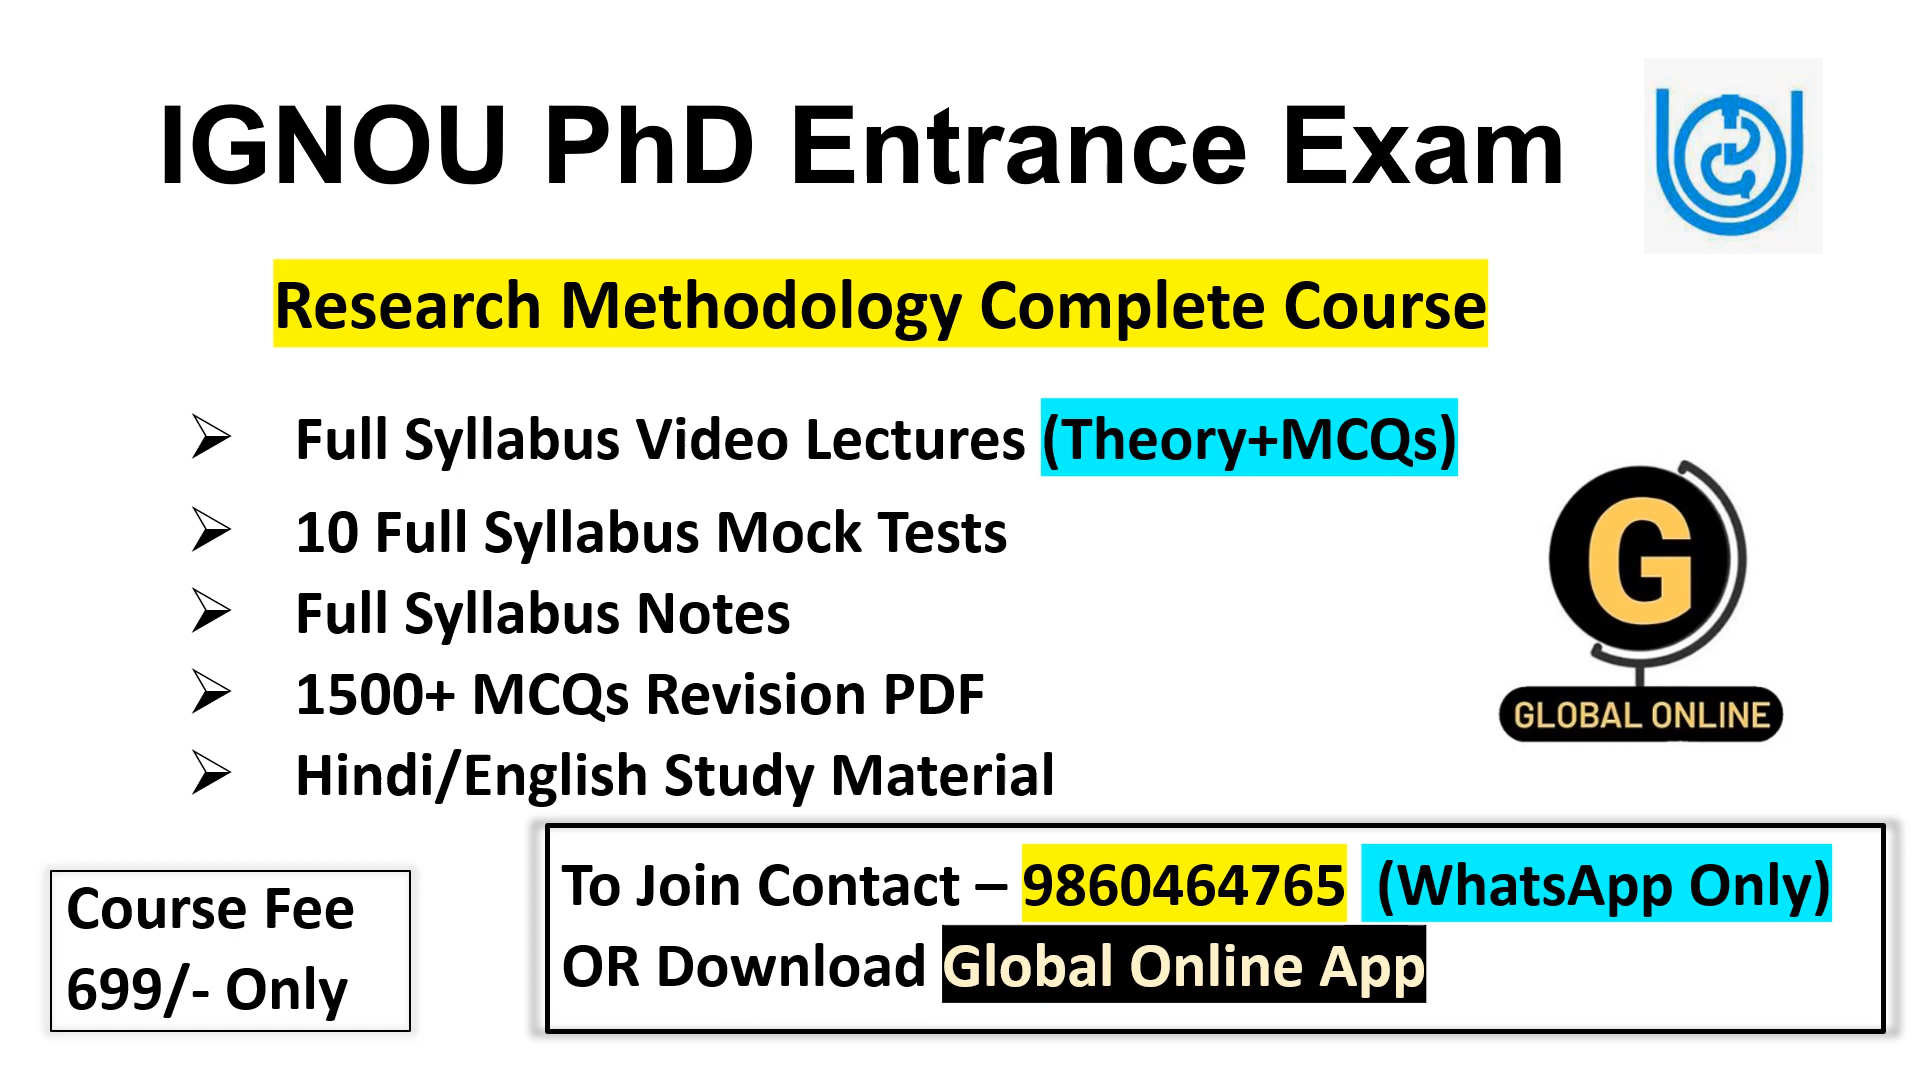 IGNOU PhD Entrance Exam
Research Methodology Complete Course
Full Syllabus Video Lectures (Theory+MCQs)
10 Full Syllabus Mock Tests
Full Syllabus Notes
1500+ MCQs Revision PDF
Hindi/English Study Material
G
GLOBAL ONLINE
Course Fee
699/- Only
To Join Contact – 9860464765 (WhatsApp Only)
OR Download Global Online App